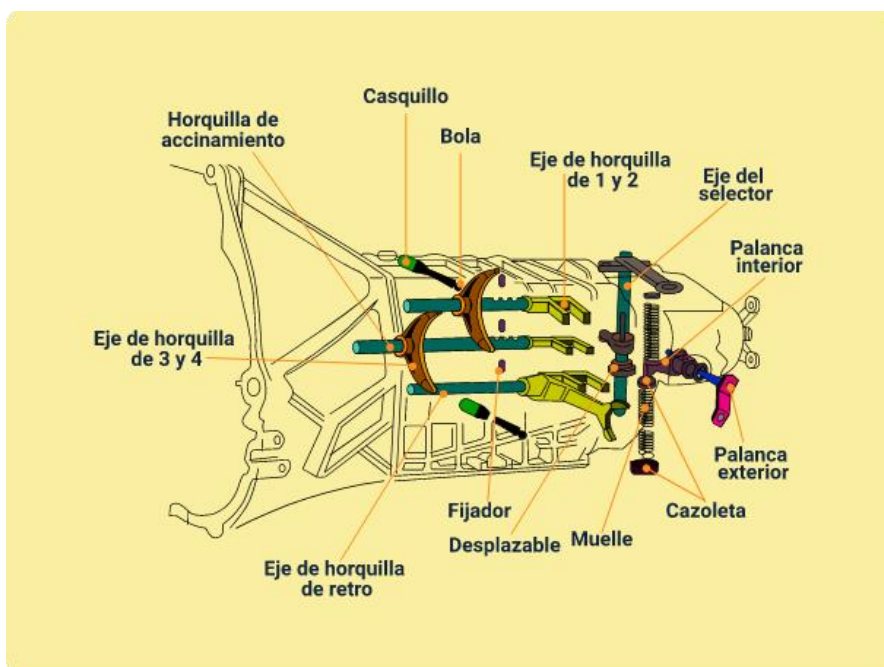 Casquillo
Horquilla de
accinamiento
Bola
Eje de horquilla
de 1 y 2
Eje del
selector
Palanca
interior
Eje de horquilla
de 3 y 4
Palanca
exterior
Fijador
Cazoleta
Desplazable
Muelle
Eje de horquilla
de retro